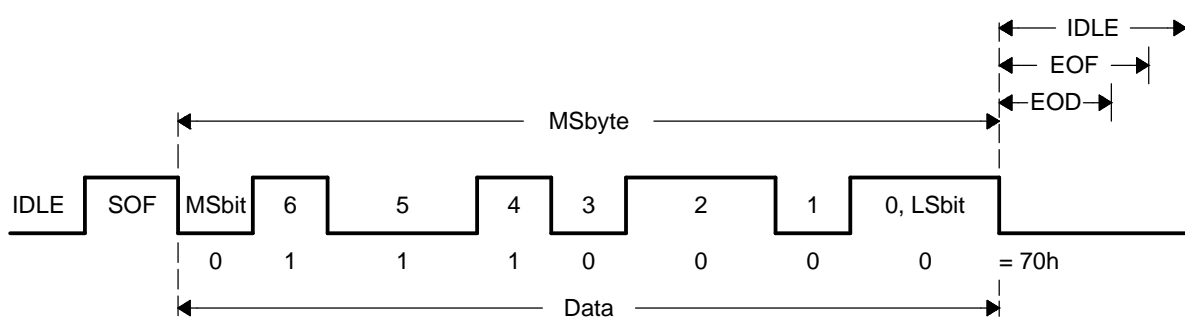 IDLE
EOF
EOD
MSbyte
IDLE SOF MSbit 6 5 4 3 2 1 0, LSbit
0 1 1 1 0 0 0 0 = 70h
Data